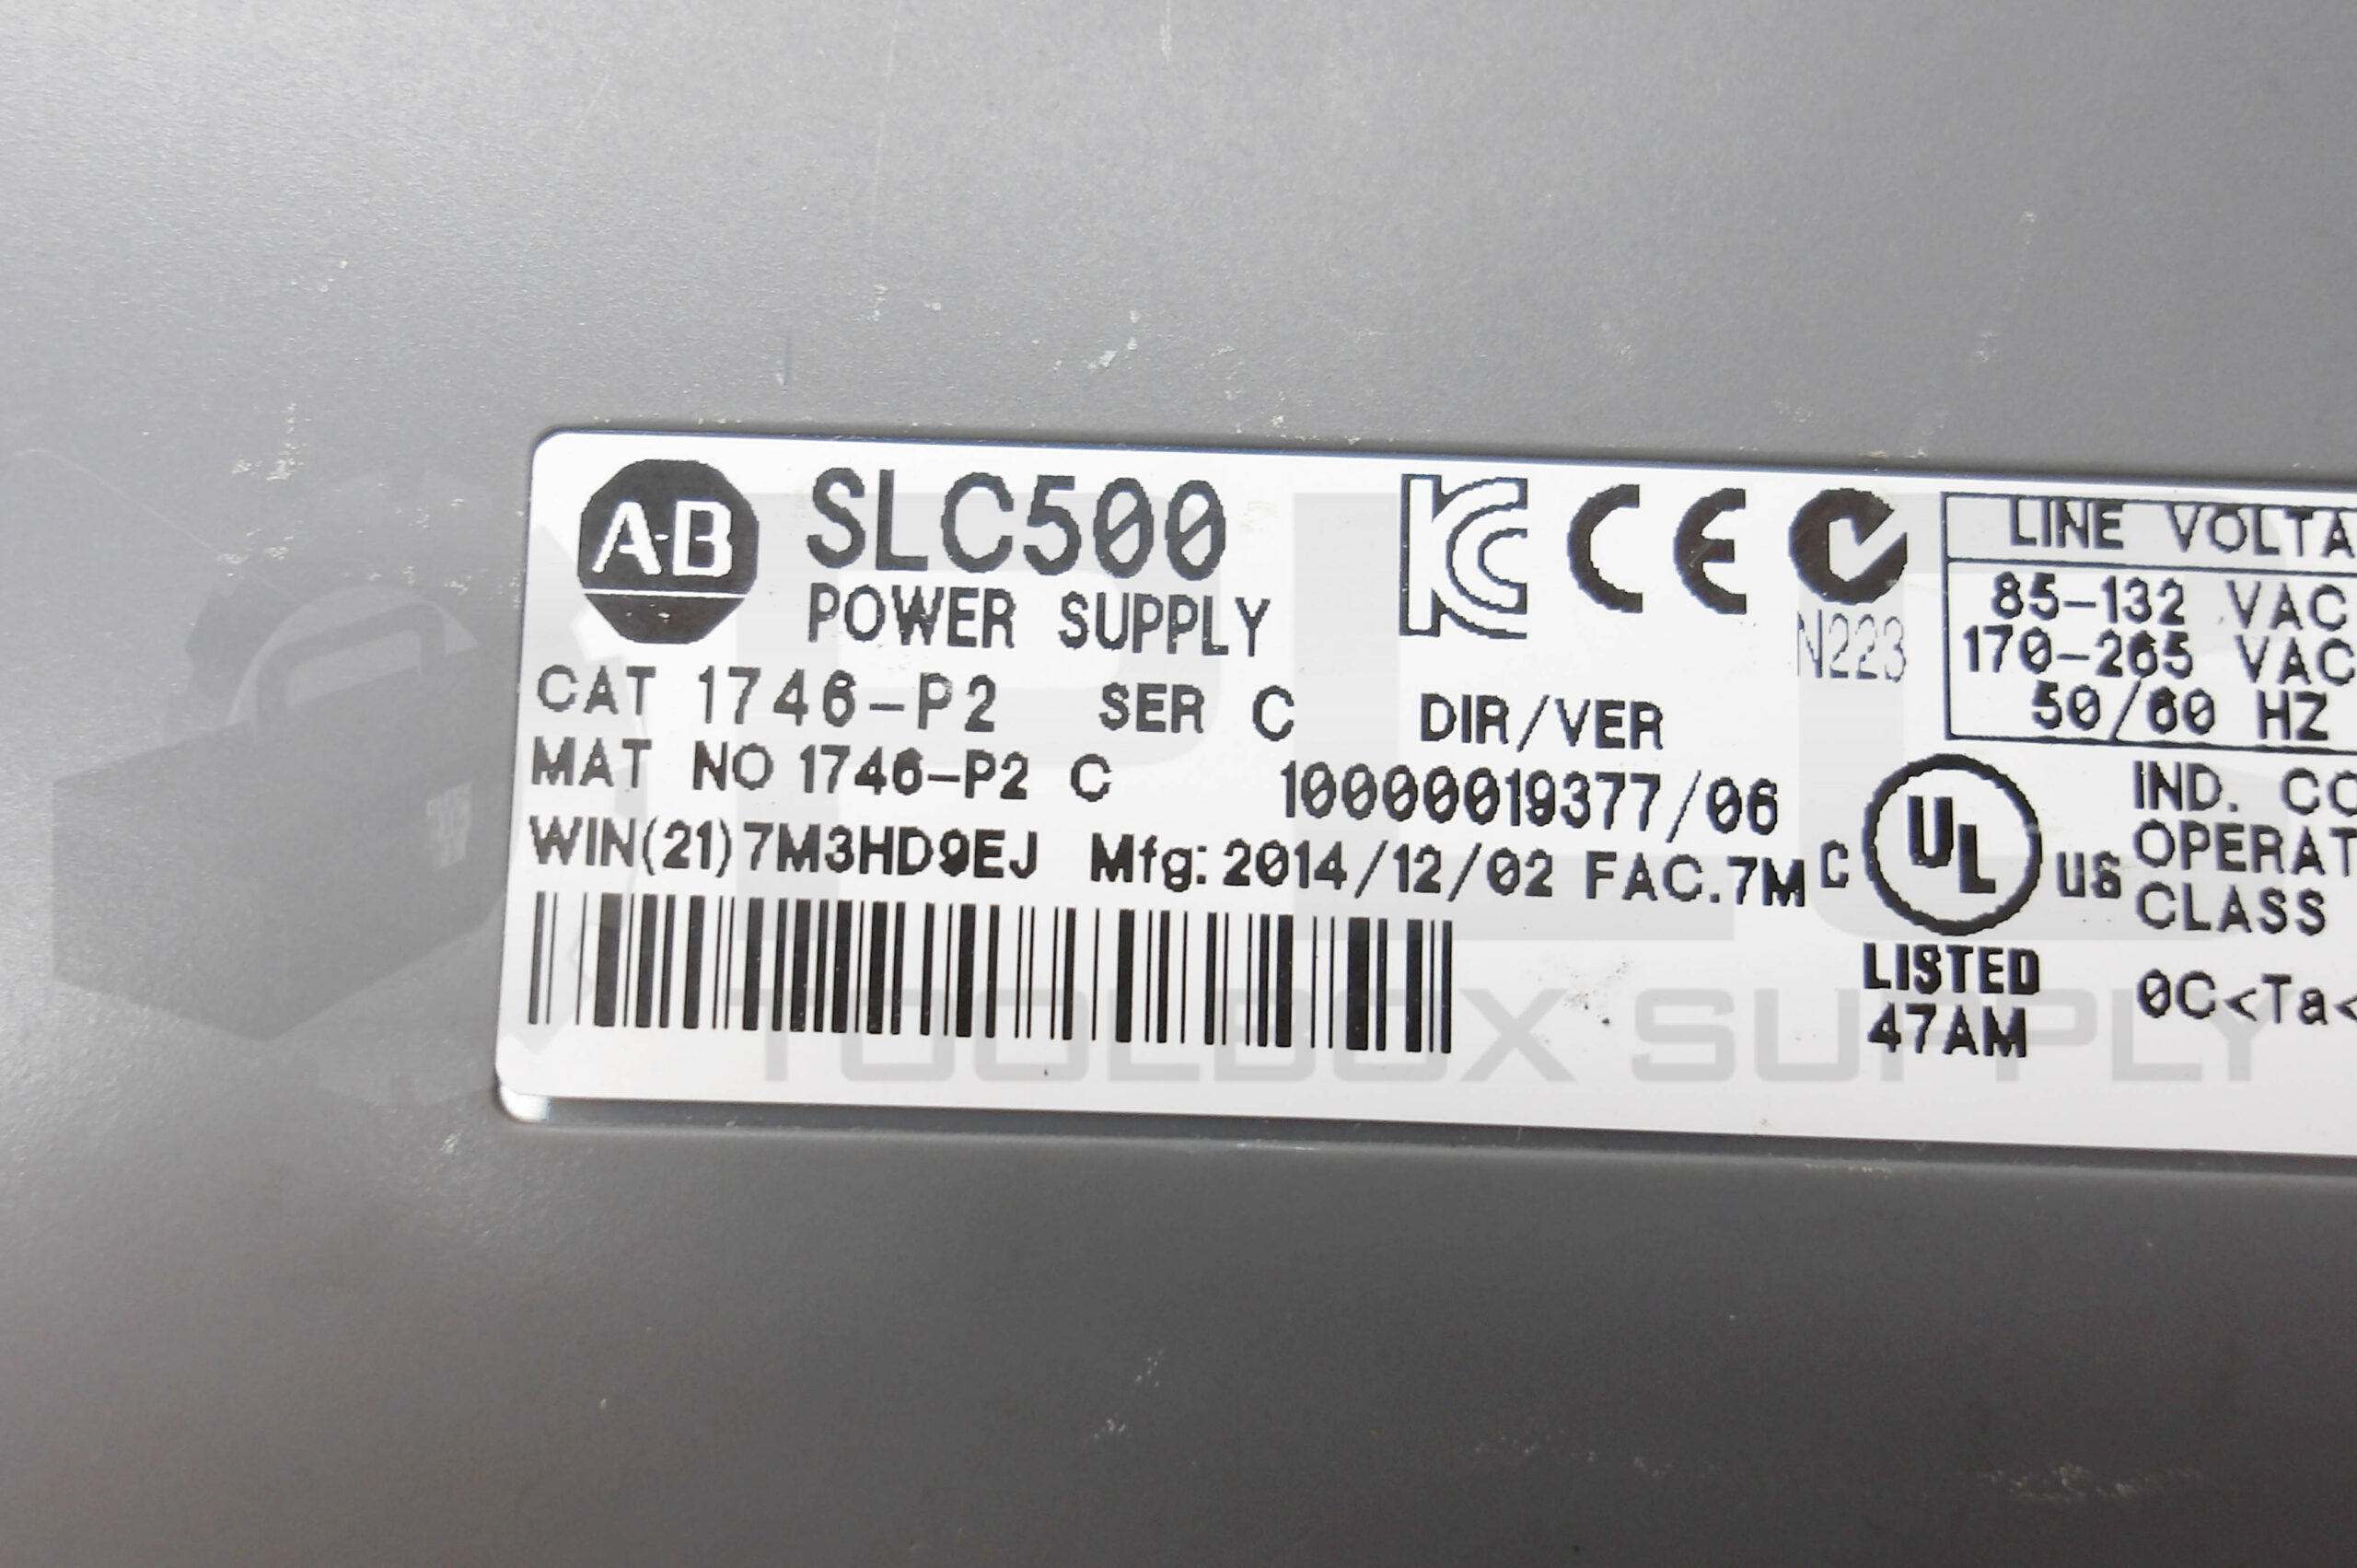 A-B SLC500
POWER SUPPLY
CAT 1746-P2 SER C DIR/VER
MAT NO 1746-P2 C 10000019377/06
WIN(21)7M3HD9EJ Mfg: 2014/12/02 FAC.7M
CE
N223
LINE VOLTA
85-132 VAC
170-265 VAC
50/60 HZ
C UL US
LISTED
47AM
IND. CO
OPERAT
CLASS
0C<Ta<
PLC
TOOLBOX SUPPLY